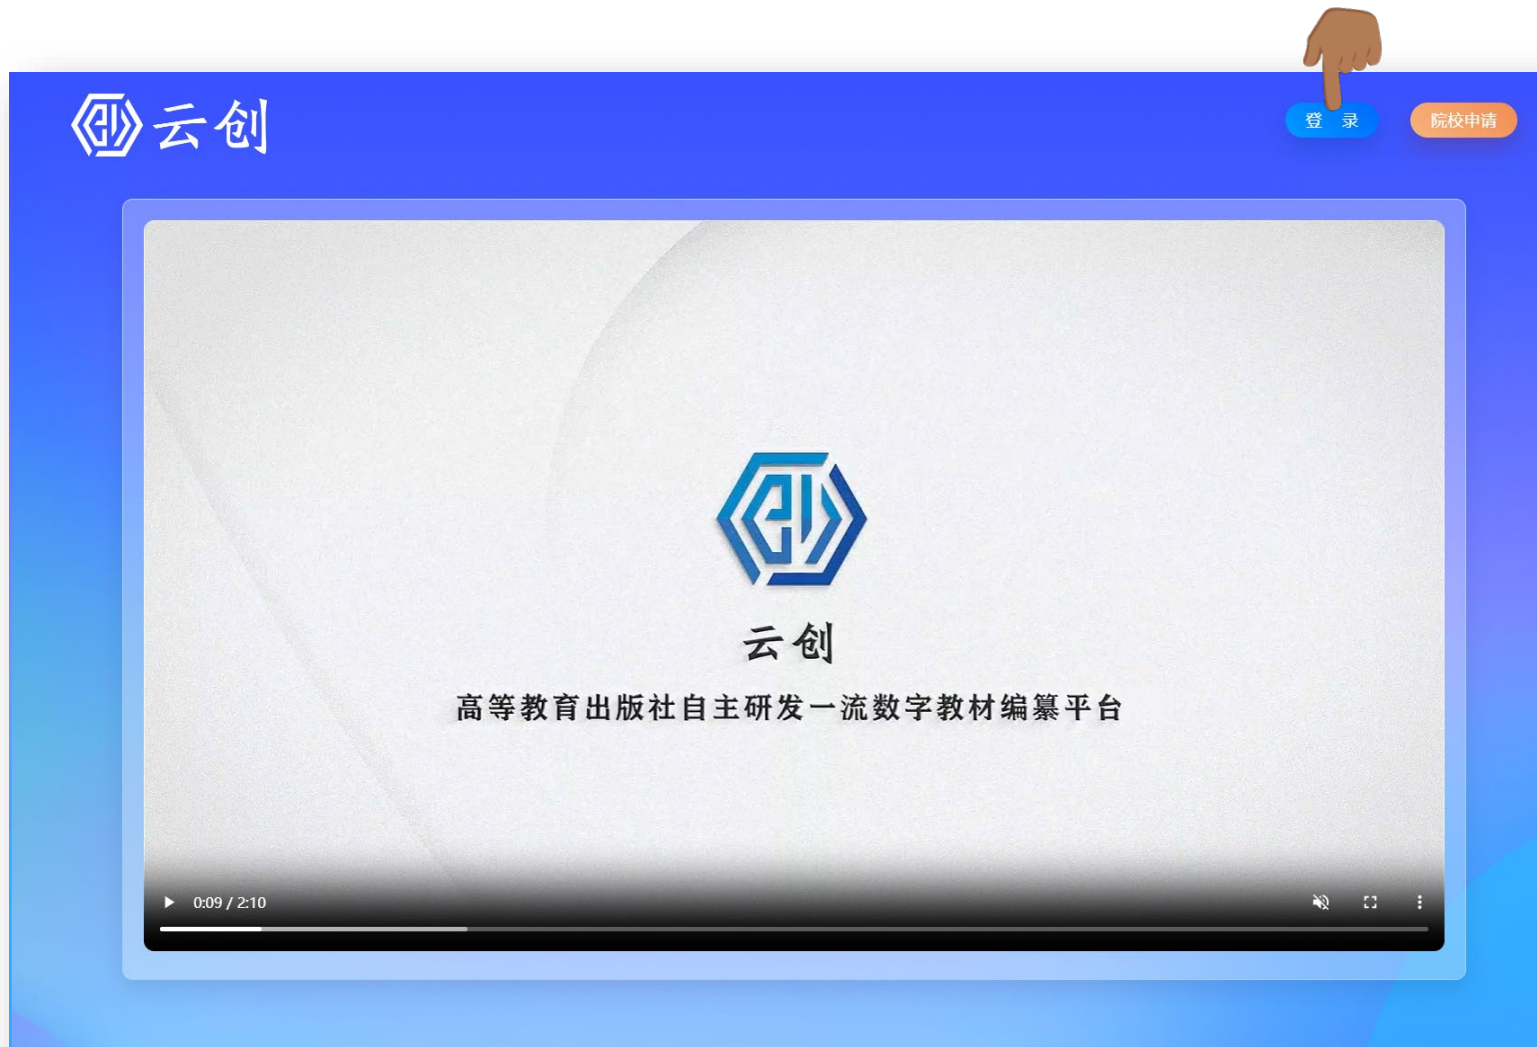 云创
登 录
院校申请
云创
高等教育出版社自主研发一流数字教材编纂平台
0:09 / 2:10